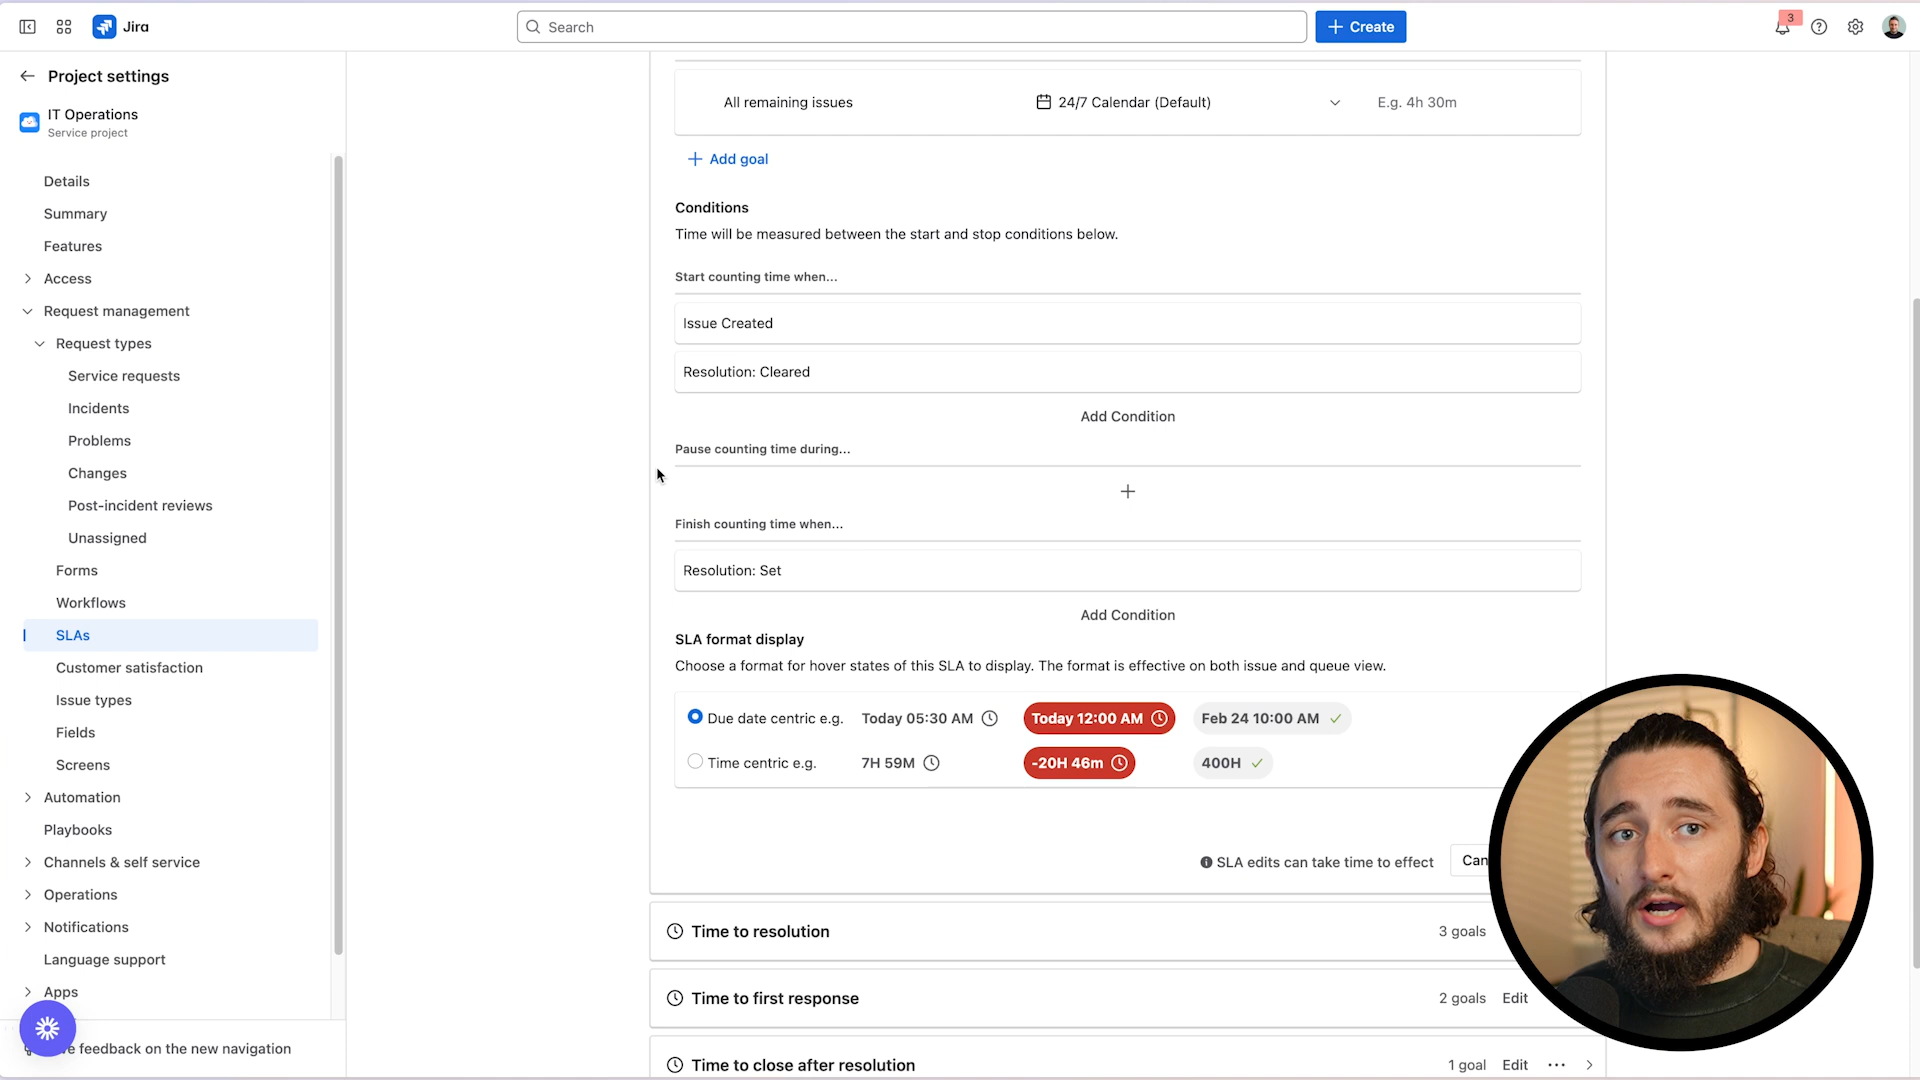 Jira
Search
Create
3
Project settings
IT Operations
Service project
Details
Summary
Features
Access
Request management
Request types
Service requests
Incidents
Problems
Changes
Post-incident reviews
Unassigned
Forms
Workflows
SLAs
Customer satisfaction
Issue types
Fields
Screens
Automation
Playbooks
Channels & self service
Operations
Notifications
Language support
Apps
feedback on the new navigation
All remaining issues
24/7 Calendar (Default)
E.g. 4h 30m
Add goal
Conditions
Time will be measured between the start and stop conditions below.
Start counting time when...
Issue Created
Resolution: Cleared
Add Condition
Pause counting time during...
Finish counting time when...
Resolution: Set
Add Condition
SLA format display
Choose a format for hover states of this SLA to display. The format is effective on both issue and queue view.
Due date centric e.g. Today 05:30 AM Today 12:00 AM Feb 24 10:00 AM
Time centric e.g. 7H 59M -20H 46m 400H
SLA edits can take time to effect
Time to resolution 3 goals
Time to first response 2 goals Edit
Time to close after resolution 1 goal Edit